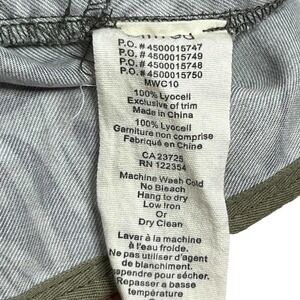 P.O. # 4500015747
P.O. # 4500015749
P.O. # 4500015748
P.O. # 4500015750
MWC10
100% Lyocell
Exclusive of trim
Made in China
100% Lyocell
Garniture non comprise
Fabriqué en Chine
CA 23725
RN 122354
Machine Wash Cold
No Bleach
Hang to dry
Low Iron
Or
Dry Clean
Lavar à la machine
à l'eau froide.
Ne pas utiliser d'agent
de blanchiment.
suspendre pour sécher.
Repasser a basse
température